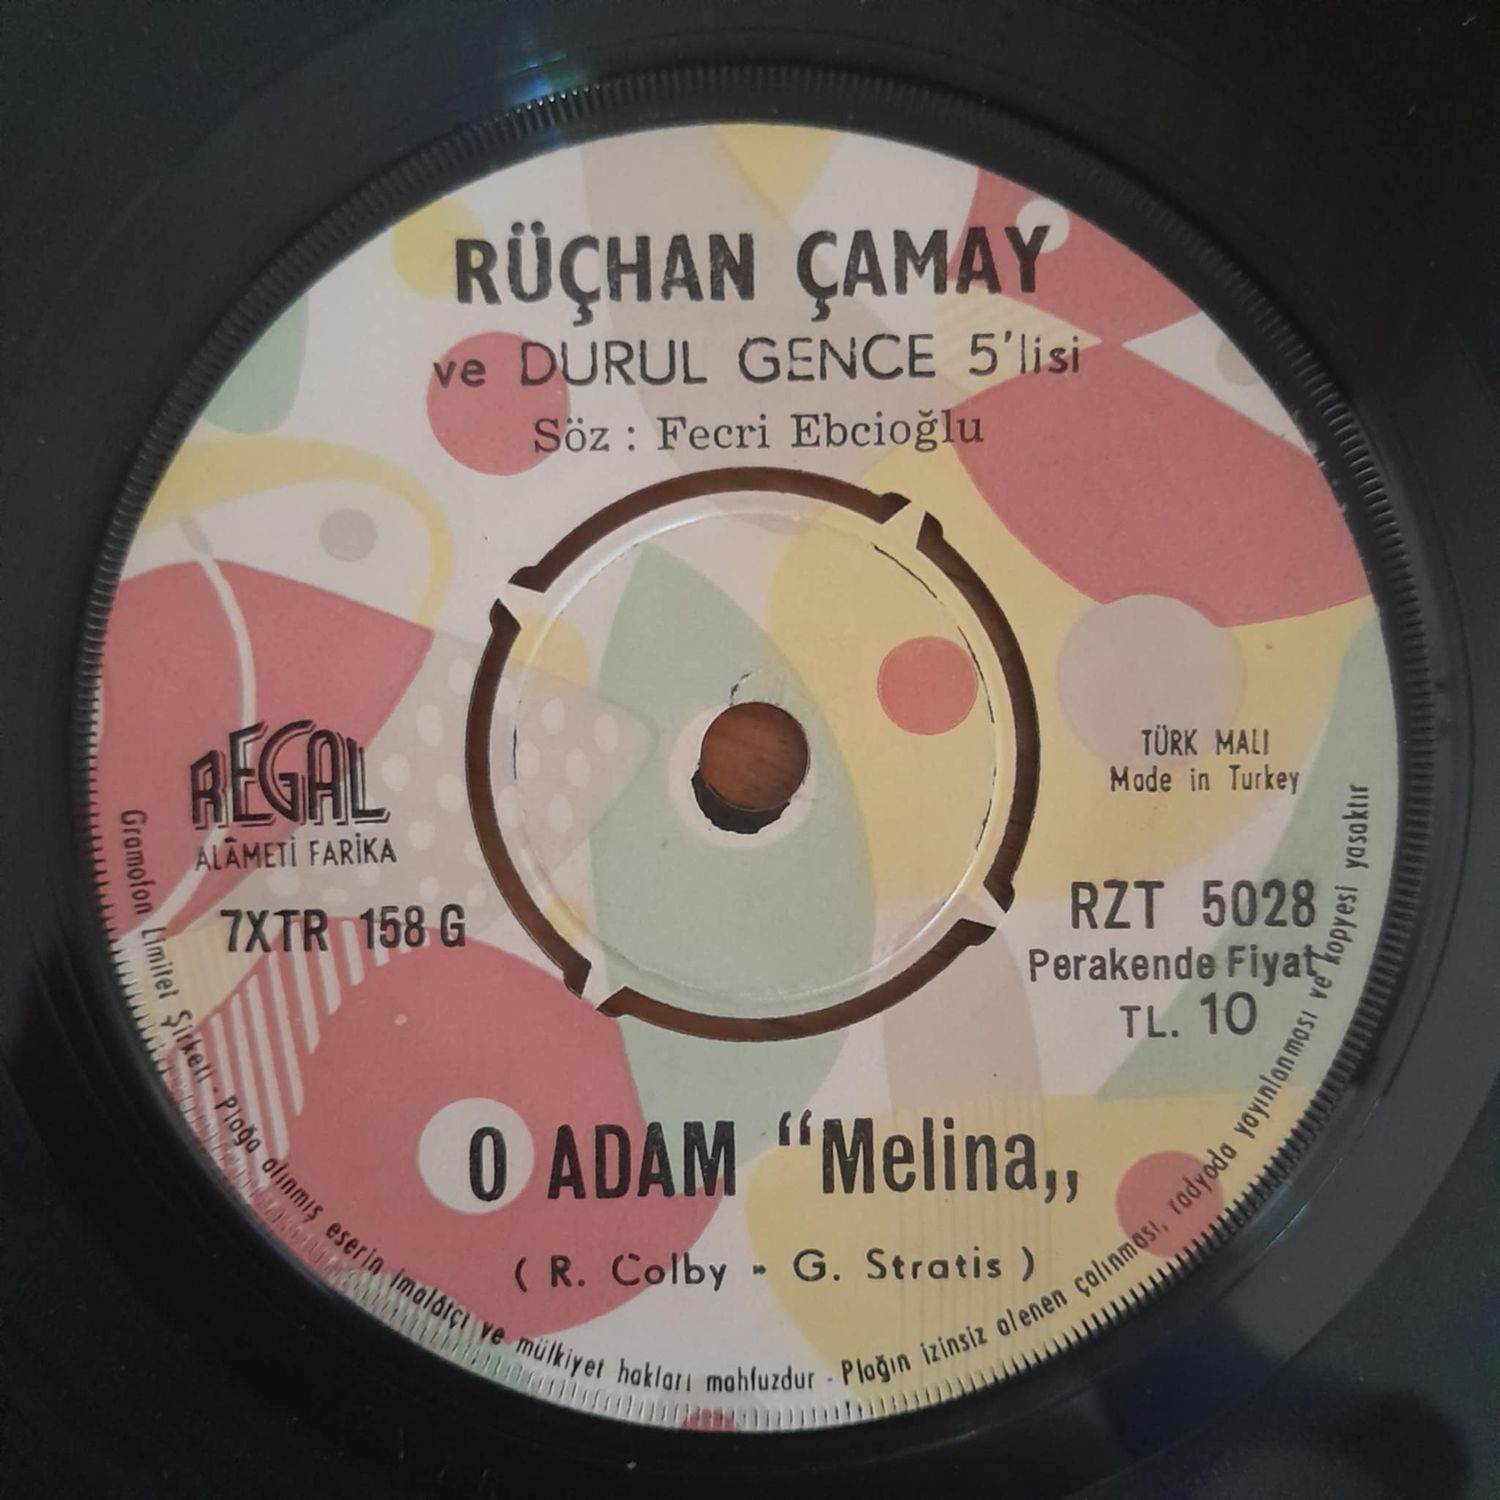 RÜÇHAN ÇAMAY
ve DURUL GENCE 5'lisi
Söz : Fecri Ebcioğlu
REGAL
ALÂMETİ FARİKA
7XTR 158 G
TÜRK MALI
Made in Turkey
RZT 5028
Perakende Fiyat
TL. 10
O ADAM “Melina,,
( R. Colby - G. Stratis )
Gramofon Limitet Şirketi - Plağa alınmış eserin imalâtçı ve mülkiyet hakları mahfuzdur - Plağın izinsiz alenen çalınması, radyoda yayınlanması ve kopyesi yasaktır